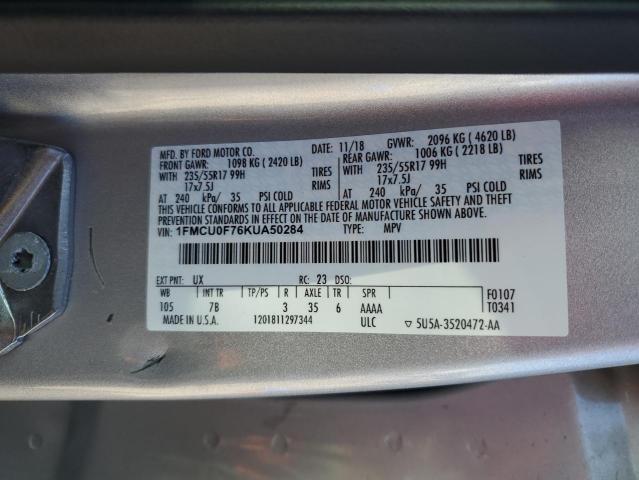 MFD. BY FORD MOTOR CO. DATE: 11/18 GVWR: 2096 KG ( 4620 LB)
FRONT GAWR: 1098 KG ( 2420 LB) REAR GAWR: 1006 KG ( 2218 LB)
WITH 235/55R17 99H TIRES WITH 235/55R17 99H TIRES
17x7.5J RIMS 17x7.5J RIMS
AT 240 kPa/ 35 PSI COLD AT 240 kPa/ 35 PSI COLD
THIS VEHICLE CONFORMS TO ALL APPLICABLE FEDERAL MOTOR VEHICLE SAFETY AND THEFT
PREVENTION STANDARDS IN EFFECT ON THE DATE OF MANUFACTURE SHOWN ABOVE.
VIN: 1FMCU0F76KUA50284 TYPE: MPV
EXT PNT: UX RC: 23 DSO:
WB INT TR TP/PS R AXLE TR SPR F0107
105 7B 3 35 6 AAAA T0341
MADE IN U.S.A. 1201811297344 ULC 5U5A-3520472-AA